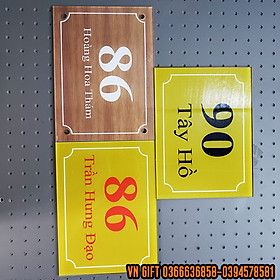 86
Hoàng Hoa Thám
90
Tây Hồ
86
Trần Hưng Đạo
VN GIFT 0366636858-0394578581